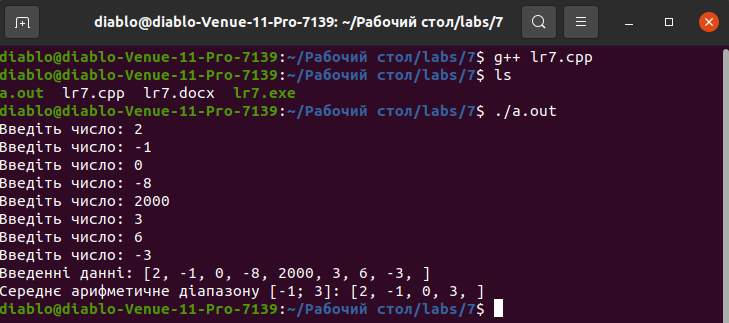 diablo@diablo-Venue-11-Pro-7139: ~/Рабочий стол/labs/7
diablo@diablo-Venue-11-Pro-7139:~/Рабочий стол/labs/7$ g++ lr7.cpp
diablo@diablo-Venue-11-Pro-7139:~/Рабочий стол/labs/7$ ls
a.out  lr7.cpp  lr7.docx  lr7.exe
diablo@diablo-Venue-11-Pro-7139:~/Рабочий стол/labs/7$ ./a.out
Введіть число: 2
Введіть число: -1
Введіть число: 0
Введіть число: -8
Введіть число: 2000
Введіть число: 3
Введіть число: 6
Введіть число: -3
Введенні данні: [2, -1, 0, -8, 2000, 3, 6, -3, ]
Середнє арифметичне діапазону [-1; 3]: [2, -1, 0, 3, ]
diablo@diablo-Venue-11-Pro-7139:~/Рабочий стол/labs/7$